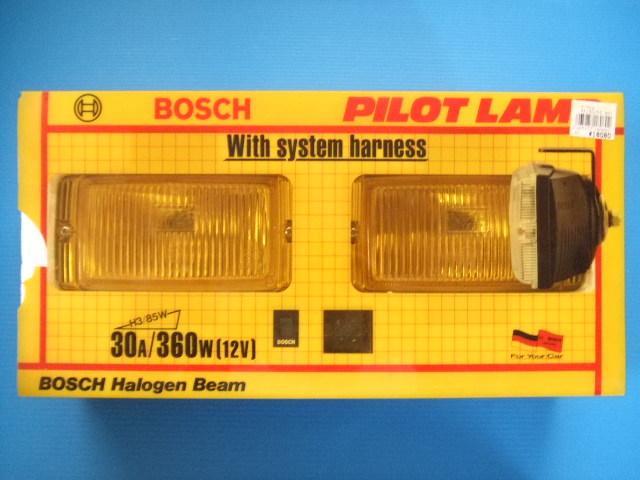 BOSCH PILOT LAM
With system harness
H3/85W
30A/360W(12V)
BOSCH
For Your Car
BOSCH Halogen Beam